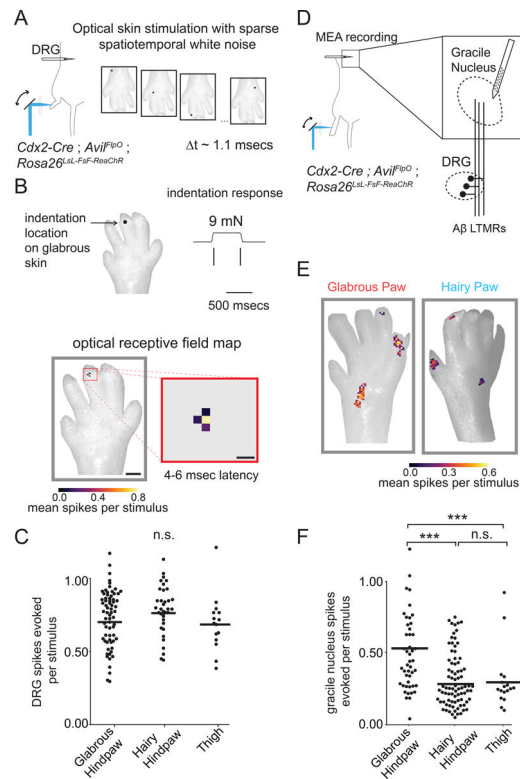 A
DRG
Optical skin stimulation with sparse
spatiotemporal white noise
...
Δt ~ 1.1 msecs
Cdx2-Cre ; Avil^FlpO ;
Rosa26^LsL-FsF-ReaChR
B
indentation response
indentation
location
on glabrous
skin
9 mN
500 msecs
optical receptive field map
4-6 msec latency
0.0 0.4 0.8
mean spikes per stimulus
C
n.s.
DRG spikes evoked
per stimulus
1.00
0.50
0.00
Glabrous
Hindpaw
Hairy
Hindpaw
Thigh
D
MEA recording
Gracile
Nucleus
Cdx2-Cre ; Avil^FlpO ;
Rosa26^LsL-FsF-ReaChR
DRG
Aβ LTMRs
E
Glabrous Paw
Hairy Paw
0.0 0.3 0.6
mean spikes per stimulus
F
***
***
n.s.
gracile nucleus spikes
evoked per stimulus
1.00
0.50
0.00
Glabrous
Hindpaw
Hairy
Hindpaw
Thigh